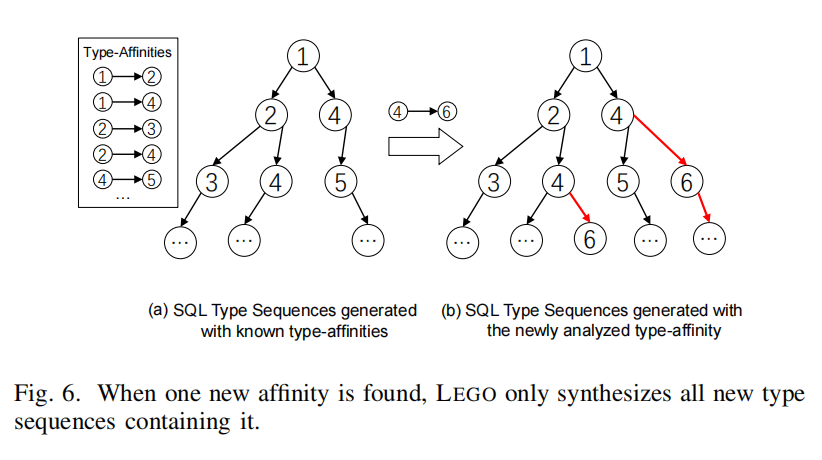 Type-Affinities
1 2
1 4
2 3
2 4
4 5
...
1
2 4
3 4 5
... ... ...
4 6
1
2 4
3 4 5 6
... ... 6 ... ...
(a) SQL Type Sequences generated
with known type-affinities
(b) SQL Type Sequences generated with
the newly analyzed type-affinity
Fig. 6. When one new affinity is found, LEGO only synthesizes all new type
sequences containing it.